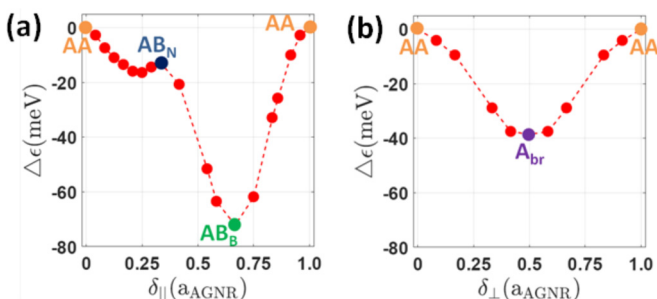 (a)
AA
AB_N
AA
AB_B
0
-20
-40
-60
-80
Δϵ(meV)
0 0.25 0.50 0.75 1.0
δ_∥(a_AGNR)
(b)
AA
AA
A_br
0
-20
-40
-60
-80
Δϵ(meV)
0 0.25 0.5 0.75 1.0
δ_⊥(a_AGNR)